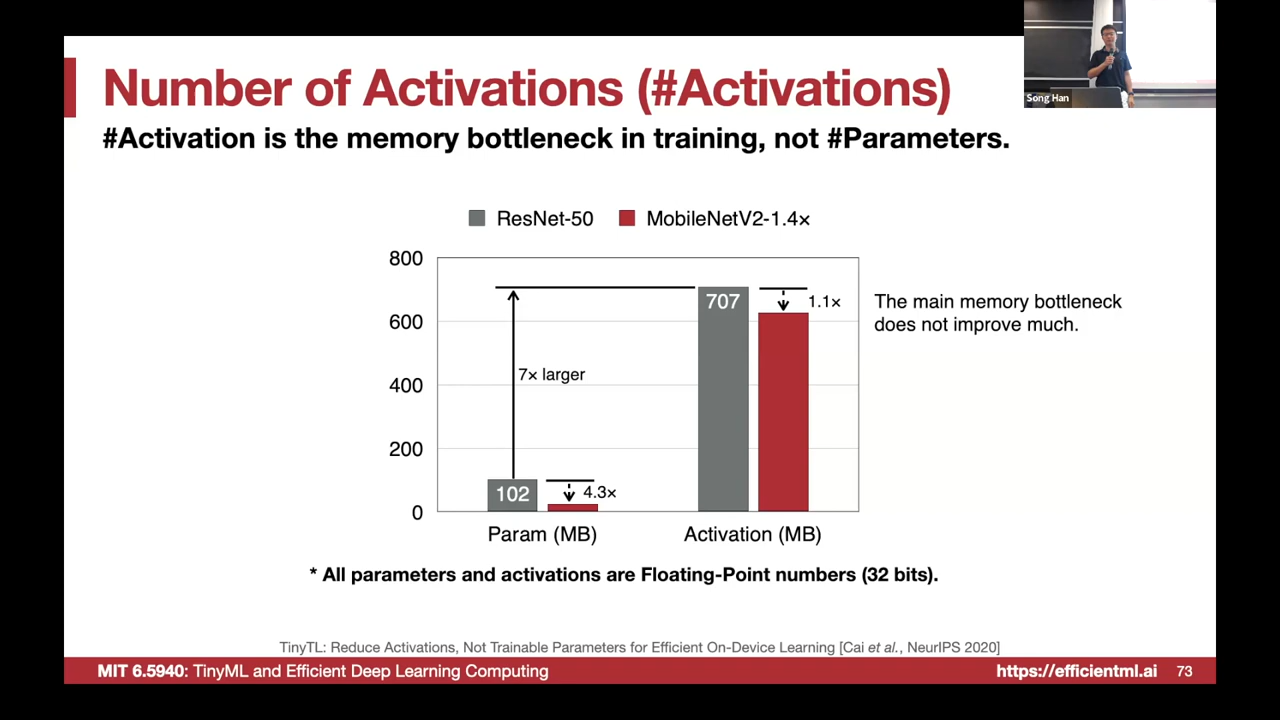 Song Han
Number of Activations (#Activations)
#Activation is the memory bottleneck in training, not #Parameters.
ResNet-50
MobileNetV2-1.4×
800
600
400
200
0
707
1.1×
7× larger
102
4.3×
Param (MB)
Activation (MB)
The main memory bottleneck
does not improve much.
* All parameters and activations are Floating-Point numbers (32 bits).
TinyTL: Reduce Activations, Not Trainable Parameters for Efficient On-Device Learning [Cai et al., NeurIPS 2020]
MIT 6.5940: TinyML and Efficient Deep Learning Computing
https://efficientml.ai
73